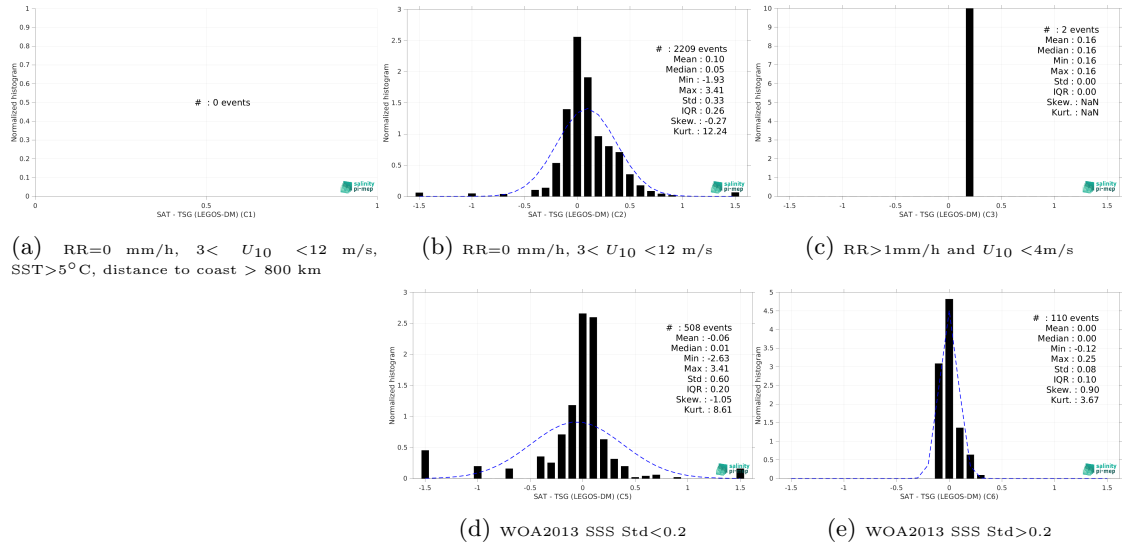 1
0.9
0.8
0.7
0.6
0.5
0.4
0.3
0.2
0.1
0
Normalized histogram
# : 0 events
salinity
pi-mep
0 0.5 1
SAT - TSG (LEGOS-DM) (C1)
(a) RR=0 mm/h, 3< U10 <12 m/s,
SST>5°C, distance to coast > 800 km
3
2.5
2
1.5
1
0.5
0
Normalized histogram
# : 2209 events
Mean : 0.10
Median : 0.05
Min : -1.93
Max : 3.41
Std : 0.33
IQR : 0.26
Skew. : -0.27
Kurt. : 12.24
salinity
pi-mep
-1.5 -1 -0.5 0 0.5 1 1.5
SAT - TSG (LEGOS-DM) (C2)
(b) RR=0 mm/h, 3< U10 <12 m/s
10
9
8
7
6
5
4
3
2
1
0
Normalized histogram
# : 2 events
Mean : 0.16
Median : 0.16
Min : 0.16
Max : 0.16
Std : 0.00
IQR : 0.00
Skew. : NaN
Kurt. : NaN
salinity
pi-mep
-1.5 -1 -0.5 0 0.5 1 1.5
SAT - TSG (LEGOS-DM) (C3)
(c) RR>1mm/h and U10 <4m/s
3
2.5
2
1.5
1
0.5
0
Normalized histogram
# : 508 events
Mean : -0.06
Median : 0.01
Min : -2.63
Max : 3.41
Std : 0.60
IQR : 0.20
Skew. : -1.05
Kurt. : 8.61
salinity
pi-mep
-1.5 -1 -0.5 0 0.5 1 1.5
SAT - TSG (LEGOS-DM) (C5)
(d) WOA2013 SSS Std<0.2
5
4.5
4
3.5
3
2.5
2
1.5
1
0.5
0
Normalized histogram
# : 110 events
Mean : 0.00
Median : 0.00
Min : -0.12
Max : 0.25
Std : 0.08
IQR : 0.10
Skew. : 0.90
Kurt. : 3.67
salinity
pi-mep
-1.5 -1 -0.5 0 0.5 1 1.5
SAT - TSG (LEGOS-DM) (C6)
(e) WOA2013 SSS Std>0.2